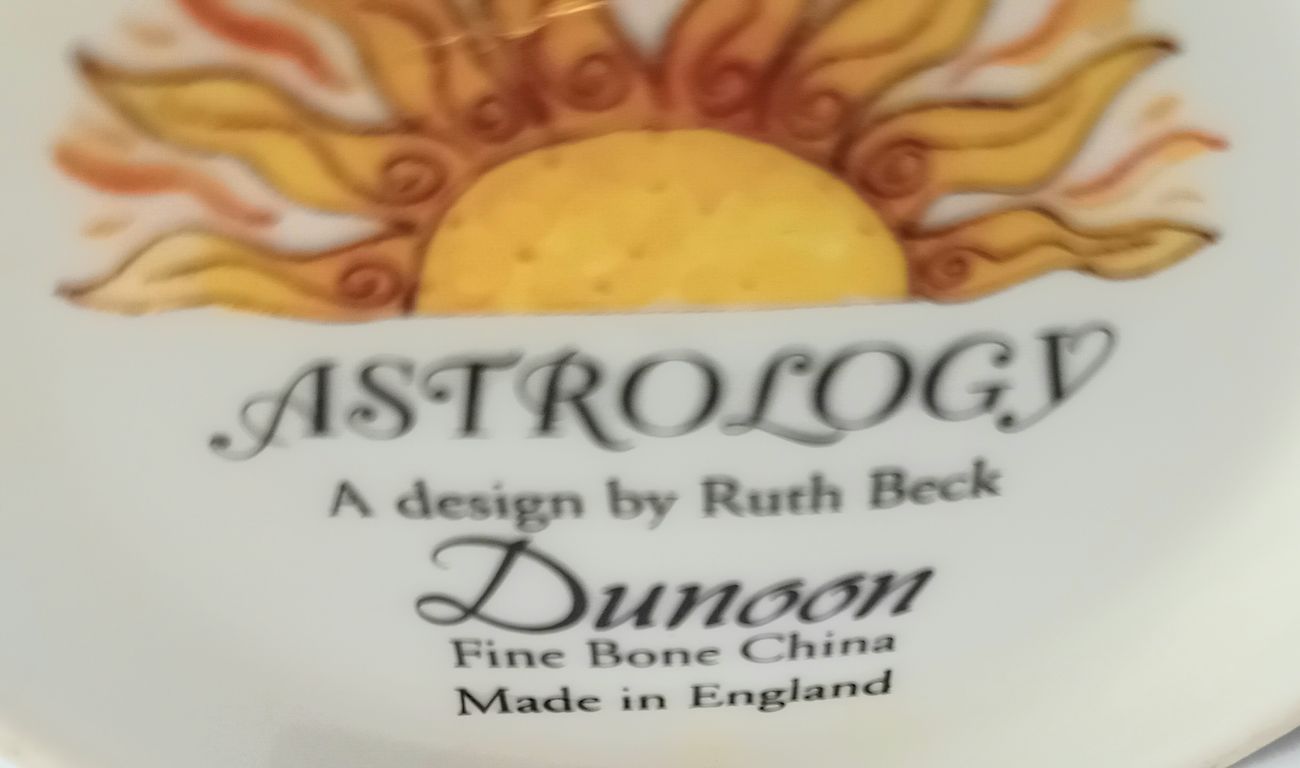 ASTROLOGY
A design by Ruth Beck
Dunoon
Fine Bone China
Made in England